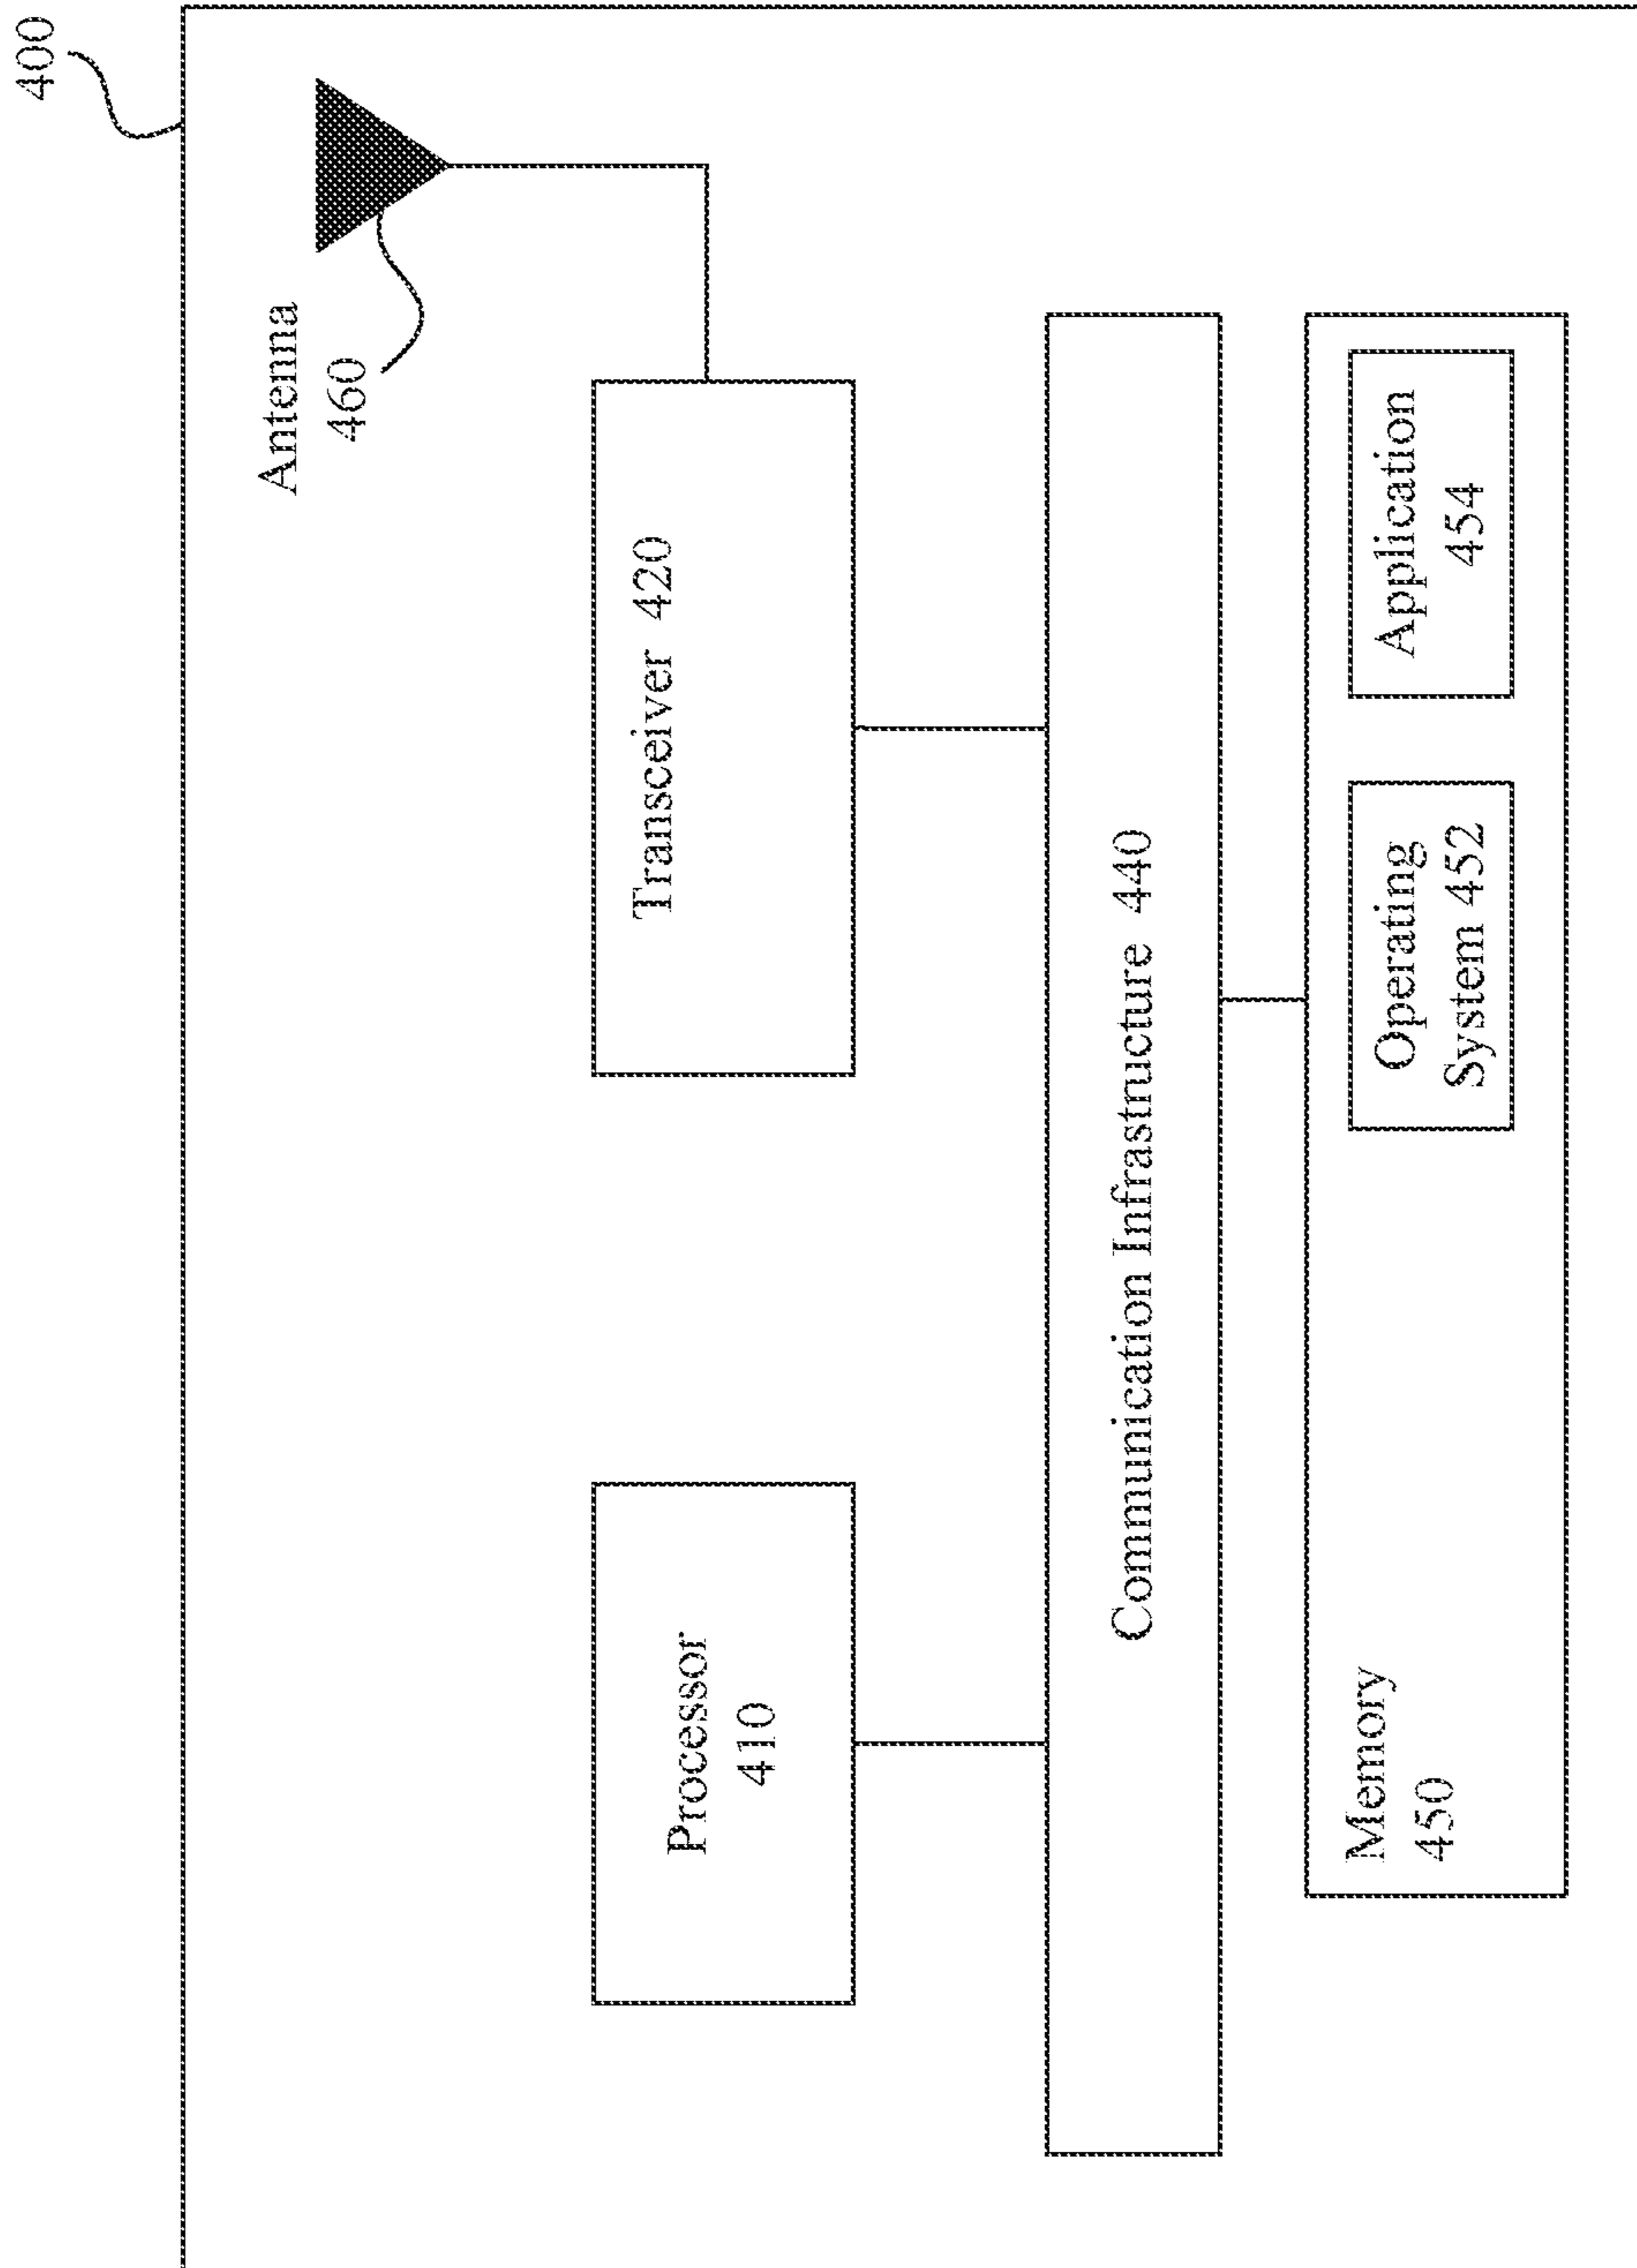 400
Antenna
460
Transceiver 420
Processor
410
Communication Infrastructure 440
Memory
450
Operating
System 452
Application
454